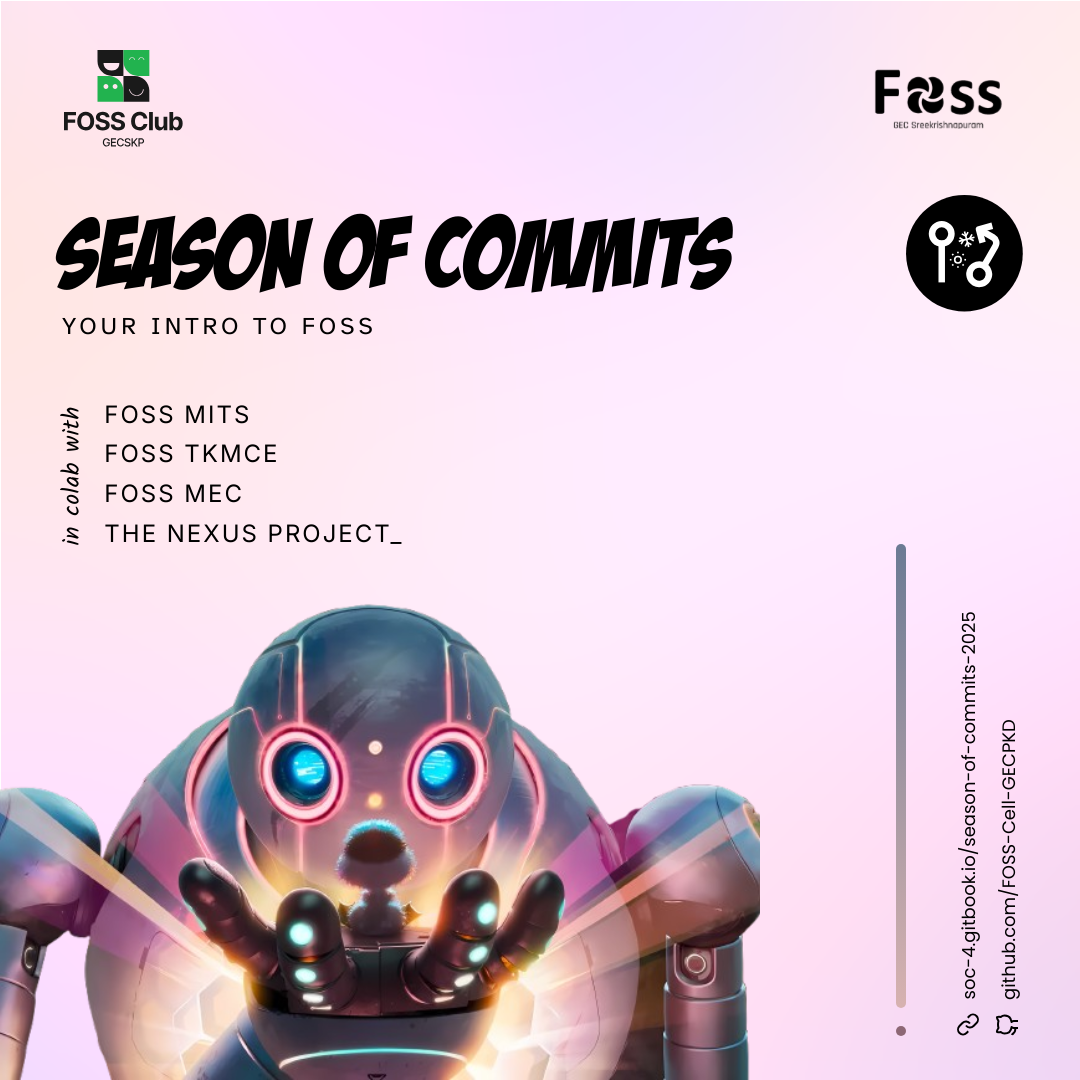 FOSS Club
GECSKP
Foss
GEC Sreekrishnapuram
SEASON OF COMMITS
YOUR INTRO TO FOSS
in colab with
FOSS MITS
FOSS TKMCE
FOSS MEC
THE NEXUS PROJECT_
soc-4.gitbook.io/season-of-commits-2025
github.com/FOSS-Cell-GECPKD